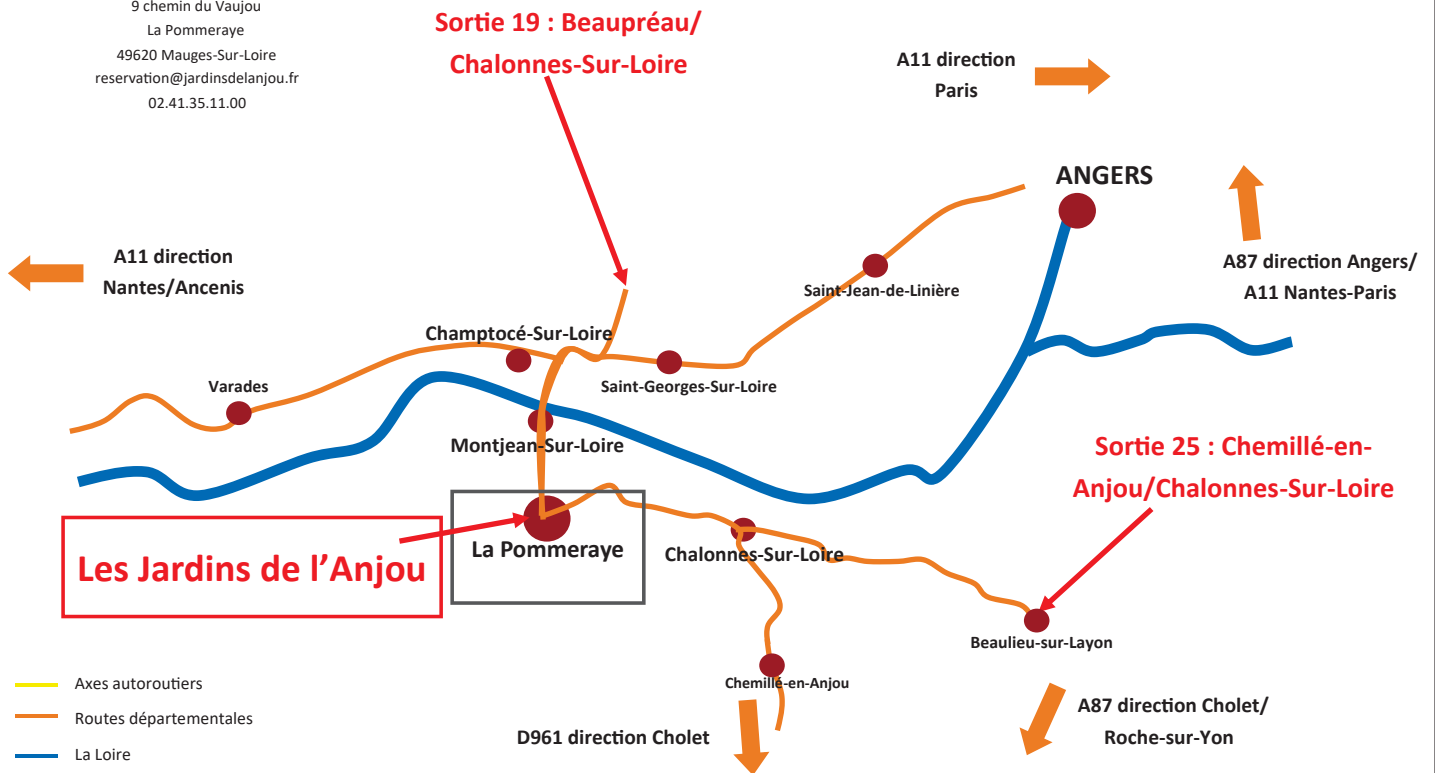 9 chemin du Vaujou
La Pommeraye
49620 Mauges-Sur-Loire
reservation@jardinsdelanjou.fr
02.41.35.11.00
Sortie 19 : Beaupréau/
Chalonnes-Sur-Loire
A11 direction
Paris
ANGERS
A11 direction
Nantes/Ancenis
A87 direction Angers/
A11 Nantes-Paris
Saint-Jean-de-Linière
Champtocé-Sur-Loire
Varades
Saint-Georges-Sur-Loire
Montjean-Sur-Loire
Sortie 25 : Chemillé-en-
Anjou/Chalonnes-Sur-Loire
Les Jardins de l’Anjou
La Pommeraye
Chalonnes-Sur-Loire
Beaulieu-sur-Layon
Chemillé-en-Anjou
Axes autoroutiers
Routes départementales
La Loire
D961 direction Cholet
A87 direction Cholet/
Roche-sur-Yon